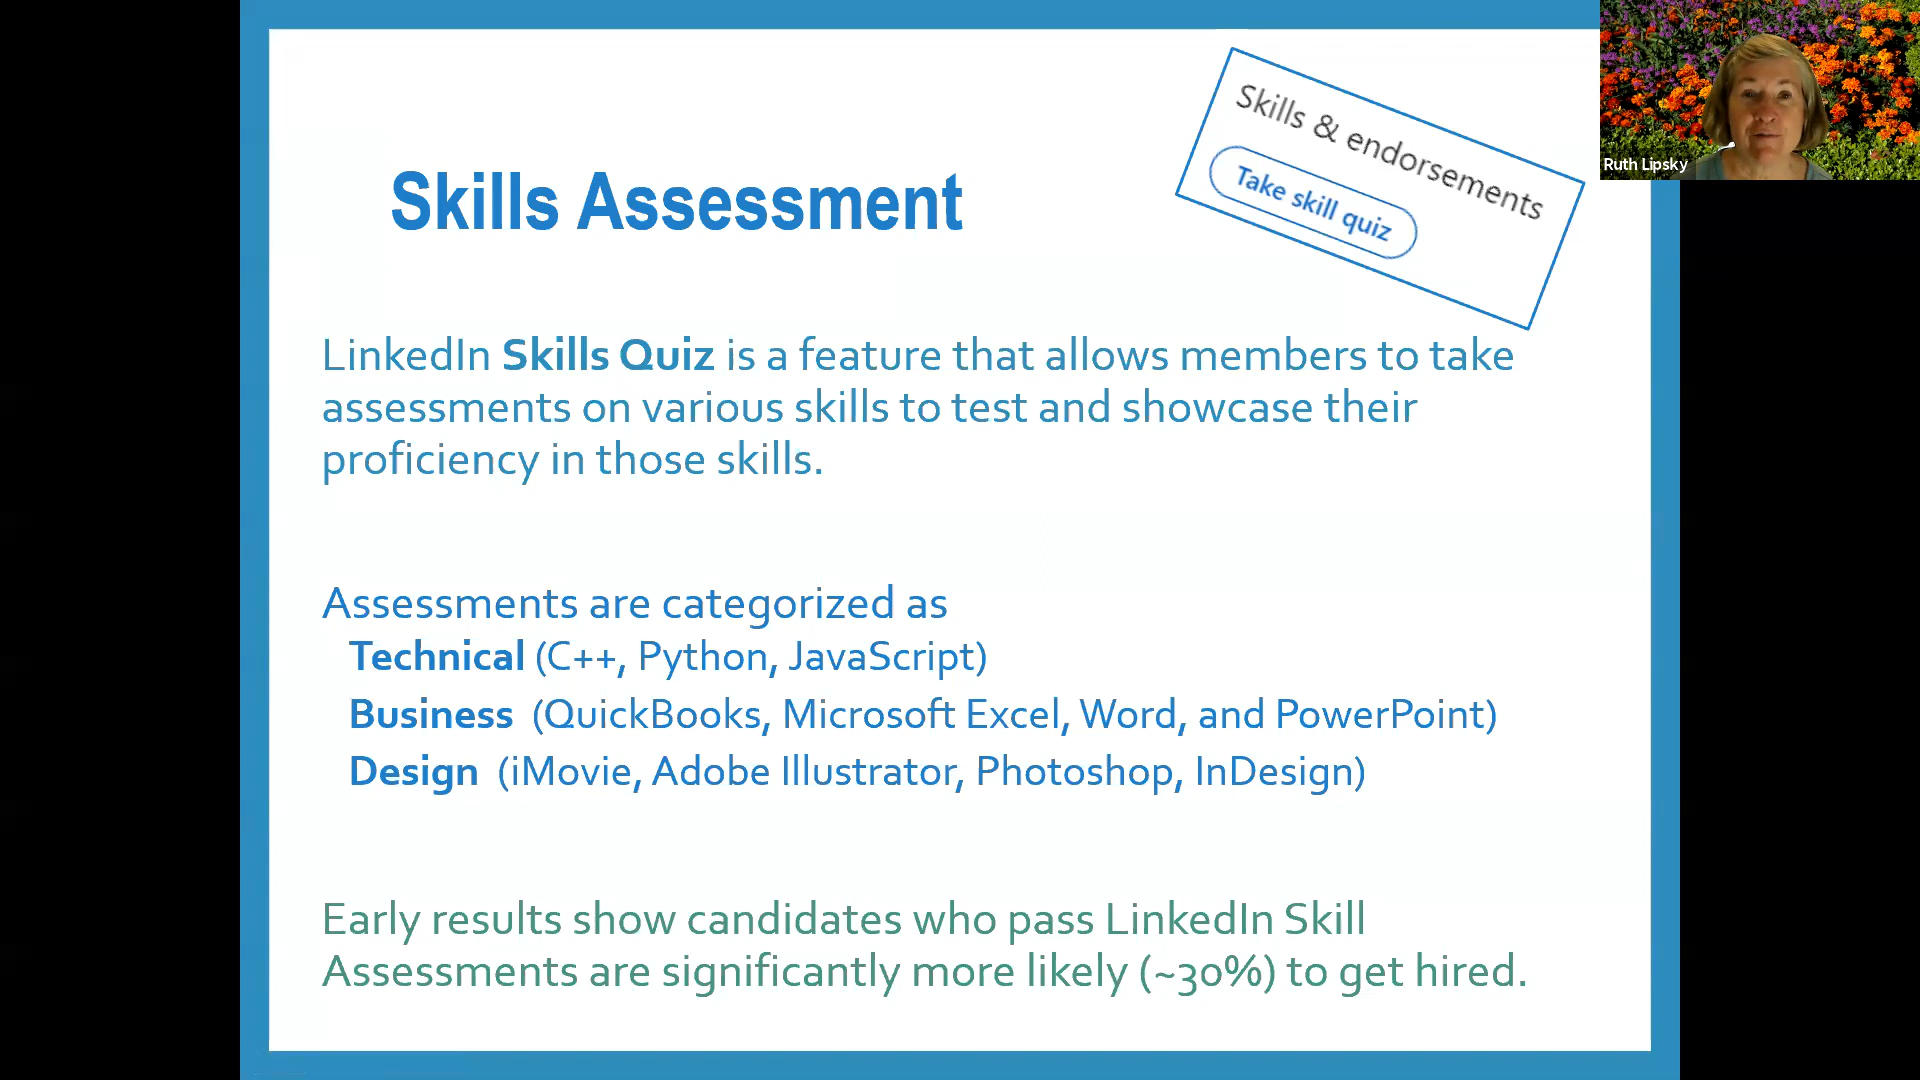 Skills & endorsements
Take skill quiz
Ruth Lipsky
Skills Assessment
LinkedIn Skills Quiz is a feature that allows members to take
assessments on various skills to test and showcase their
proficiency in those skills.
Assessments are categorized as
Technical (C++, Python, JavaScript)
Business (QuickBooks, Microsoft Excel, Word, and PowerPoint)
Design (iMovie, Adobe Illustrator, Photoshop, InDesign)
Early results show candidates who pass LinkedIn Skill
Assessments are significantly more likely (~30%) to get hired.